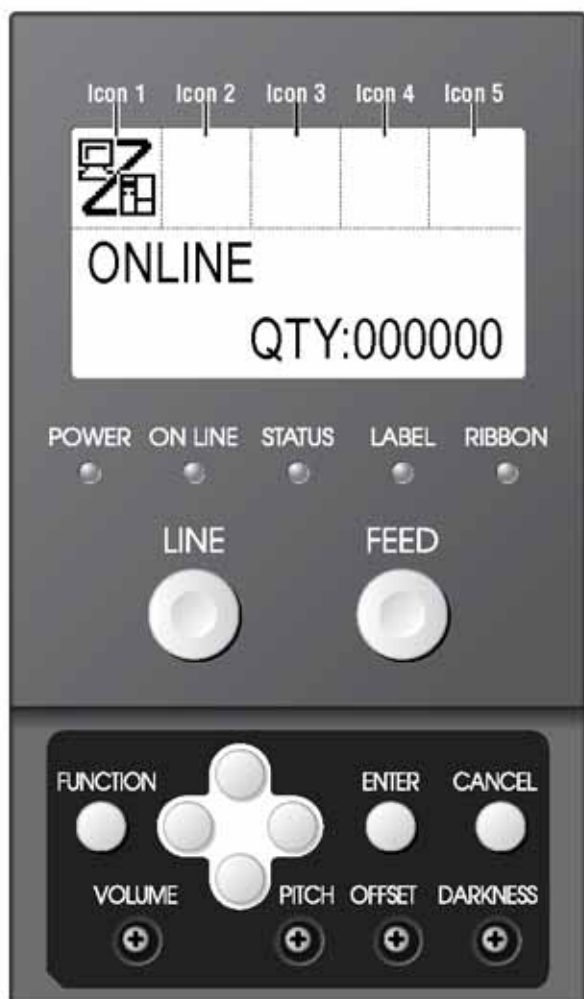 Icon 1 Icon 2 Icon 3 Icon 4 Icon 5
ONLINE
QTY:000000
POWER ON LINE STATUS LABEL RIBBON
LINE FEED
FUNCTION ENTER CANCEL
VOLUME PITCH OFFSET DARKNESS